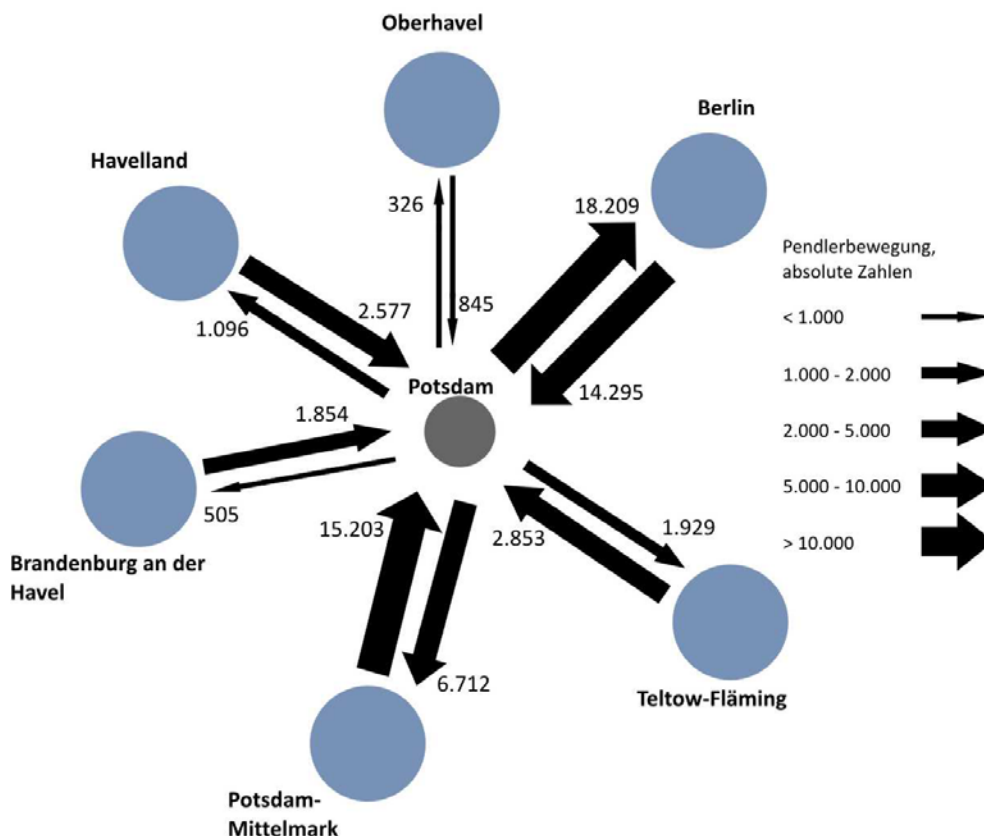 Oberhavel
Berlin
Havelland
326
18.209
845
1.096
2.577
14.295
Potsdam
1.854
505
Brandenburg an der
Havel
15.203
6.712
2.853
1.929
Teltow-Fläming
Potsdam-
Mittelmark
Pendlerbewegung,
absolute Zahlen
< 1.000
1.000 - 2.000
2.000 - 5.000
5.000 - 10.000
> 10.000